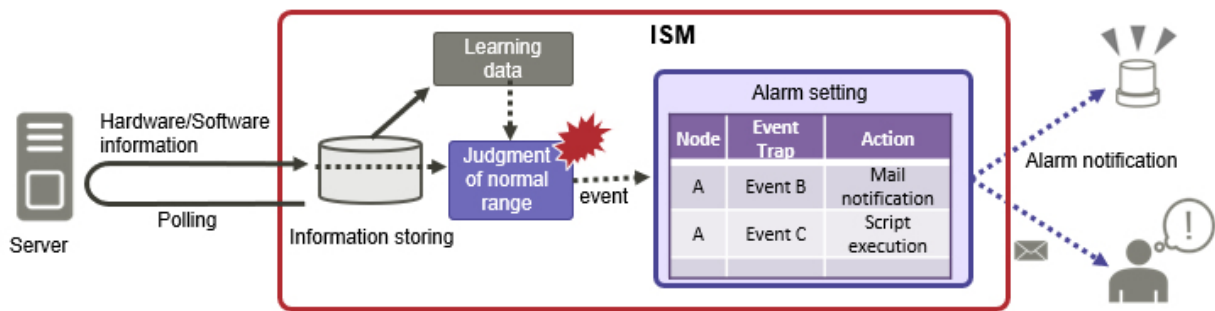 ISM
Learning
data
Hardware/Software
information
Polling
Server
Information storing
Judgment
of normal
range
event
Alarm setting
Node
Event
Trap
Action
A
Event B
Mail
notification
A
Event C
Script
execution
Alarm notification
!